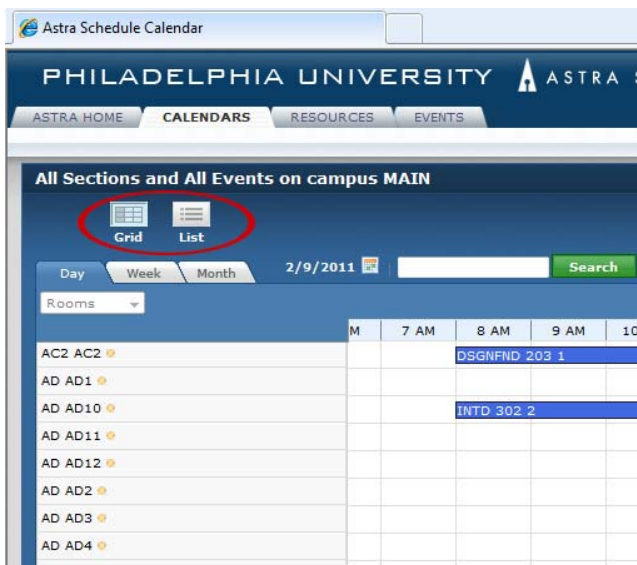 Astra Schedule Calendar
PHILADELPHIA UNIVERSITY ASTRA S
ASTRA HOME CALENDARS RESOURCES EVENTS
All Sections and All Events on campus MAIN
Grid List
Day Week Month 2/9/2011 Search
Rooms
M 7 AM 8 AM 9 AM 10
AC2 AC2 DSGNFND 203 1
AD AD1
AD AD10 INTD 302 2
AD AD11
AD AD12
AD AD2
AD AD3
AD AD4